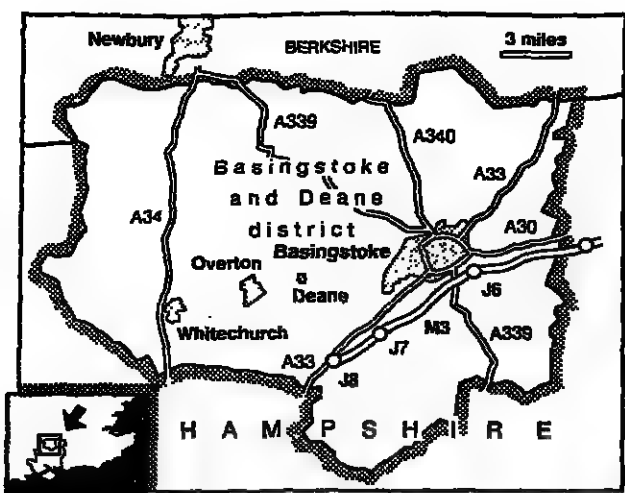 Newbury
BERKSHIRE
3 miles
A339
A340
A33
Basingstoke
and Deane
district
A34
A30
Basingstoke
Overton
Deane
J6
Whitechurch
M3
A339
J7
A33
J8
HAMPSHIRE